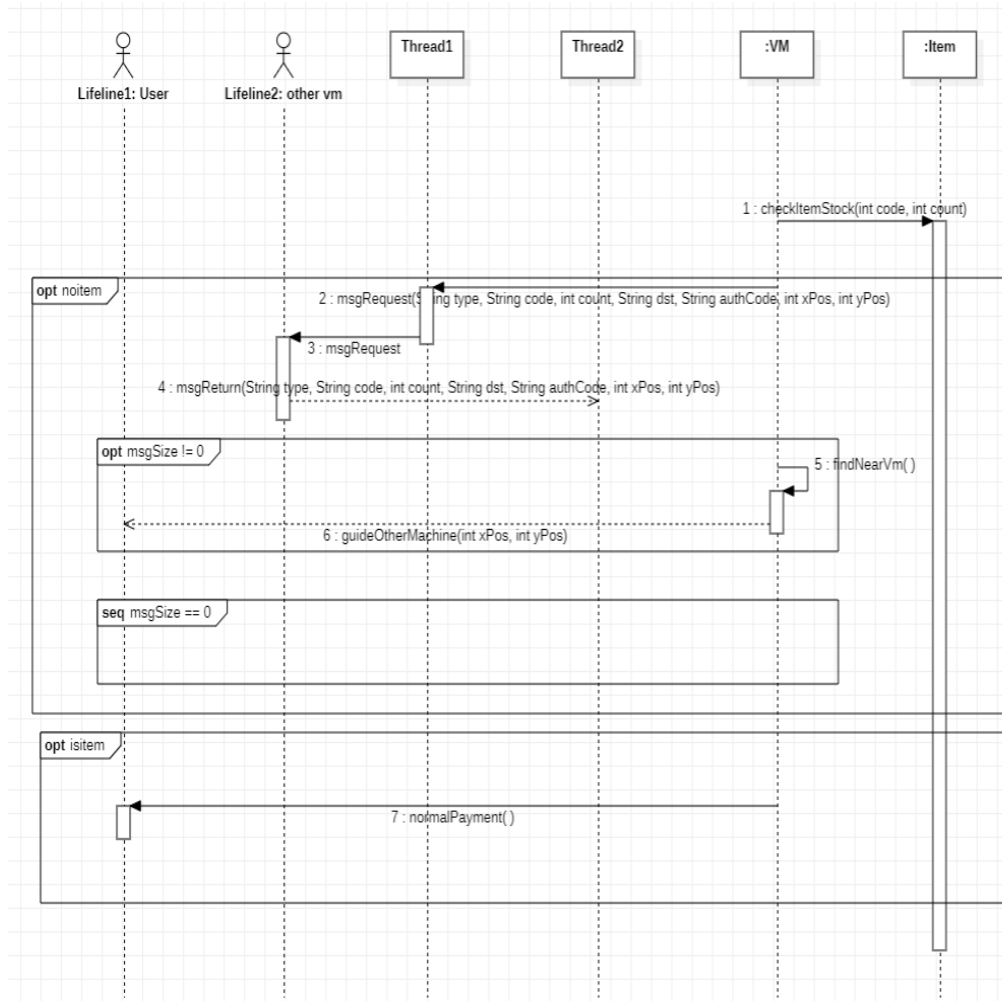 Thread1
Thread2
:VM
:Item
Lifeline1: User
Lifeline2: other vm
1 : checkItemStock(int code, int count)
opt noitem
2 : msgRequest(String type, String code, int count, String dst, String authCode, int xPos, int yPos)
3 : msgRequest
4 : msgReturn(String type, String code, int count, String dst, String authCode, int xPos, int yPos)
opt msgSize != 0
5 : findNearVm( )
6 : guideOtherMachine(int xPos, int yPos)
seq msgSize == 0
opt isitem
7 : normalPayment( )